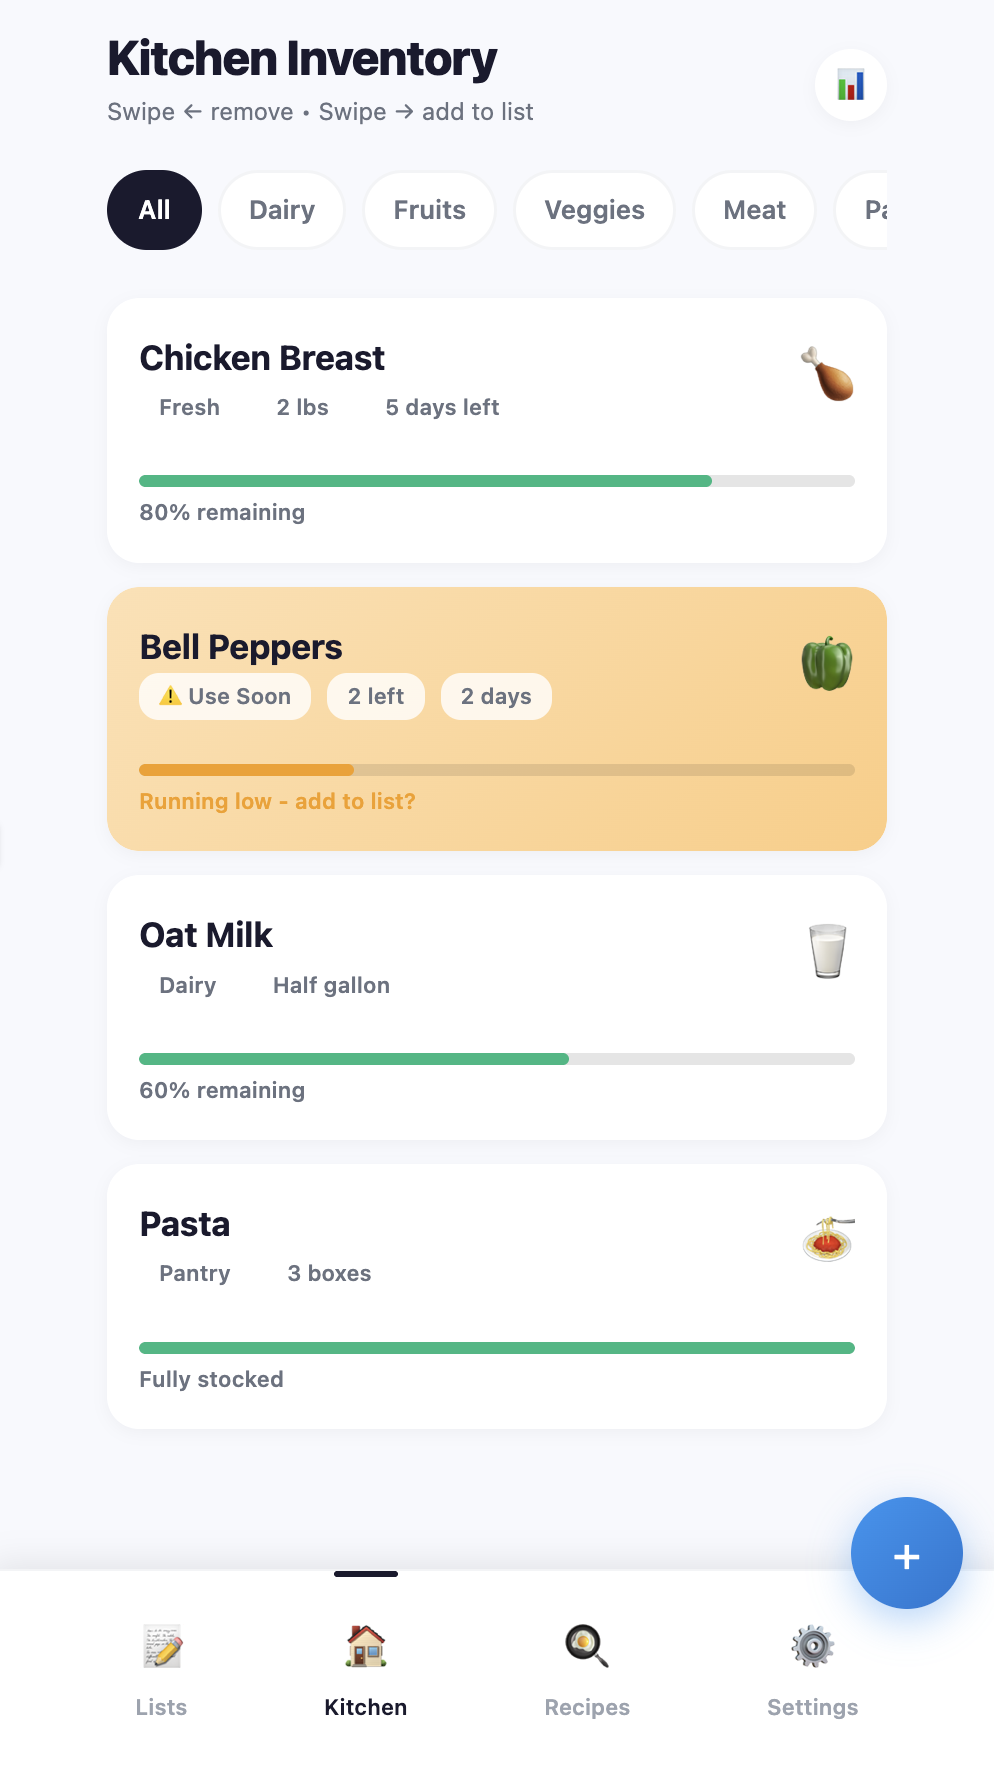 Kitchen Inventory
Swipe ← remove • Swipe → add to list
All Dairy Fruits Veggies Meat Pa
Chicken Breast
Fresh 2 lbs 5 days left
80% remaining
Bell Peppers
⚠️ Use Soon 2 left 2 days
Running low - add to list?
Oat Milk
Dairy Half gallon
60% remaining
Pasta
Pantry 3 boxes
Fully stocked
+
Lists Kitchen Recipes Settings